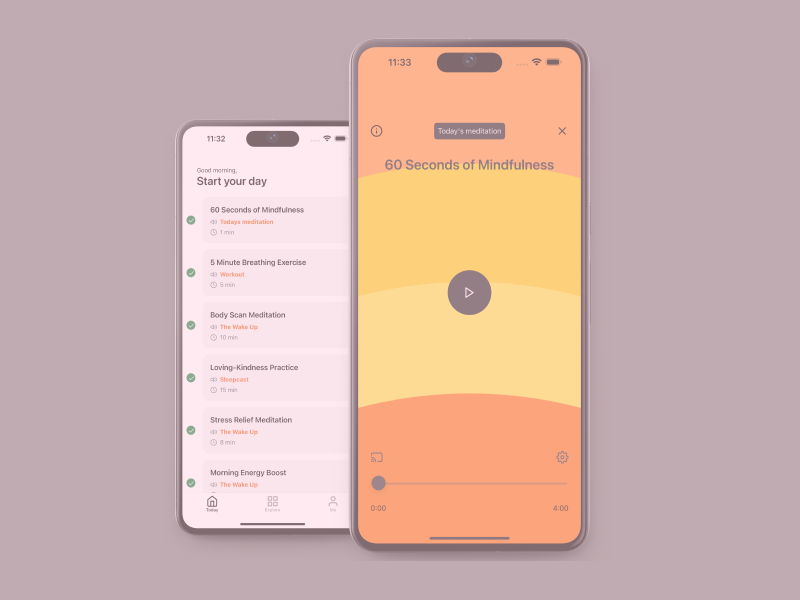 11:32
Good morning,
Start your day
60 Seconds of Mindfulness
Todays meditation
1 min
5 Minute Breathing Exercise
Workout
5 min
Body Scan Meditation
The Wake Up
10 min
Loving-Kindness Practice
Sleepcast
15 min
Stress Relief Meditation
The Wake Up
8 min
Morning Energy Boost
The Wake Up
Today
Explore
Me
11:33
Today's meditation
60 Seconds of Mindfulness
0:00
4:00